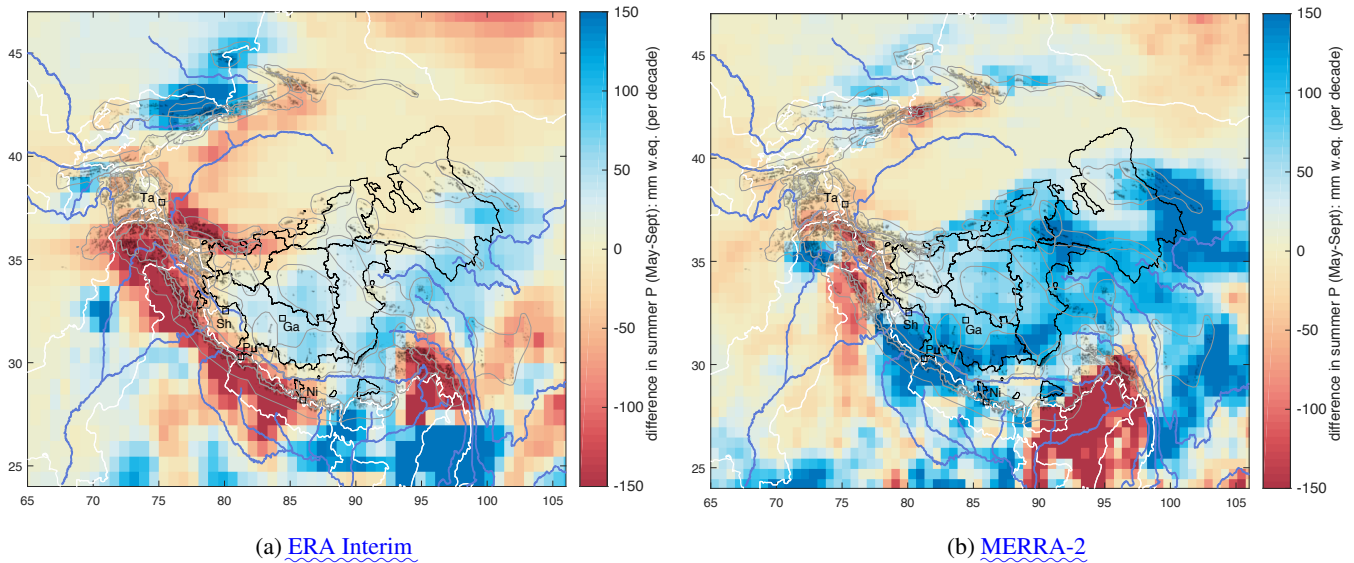 150
100
50
0
-50
-100
-150
difference in summer P (May-Sept); mm w.eq. (per decade)
45
40
35
30
25
65 70 75 80 85 90 95 100 105
Ta
Sh
Ga
Pu
Ni
(a) ERA Interim
150
100
50
0
-50
-100
-150
difference in summer P (May-Sept); mm w.eq. (per decade)
45
40
35
30
25
65 70 75 80 85 90 95 100 105
Ta
Sh
Ga
Pu
Ni
(b) MERRA-2